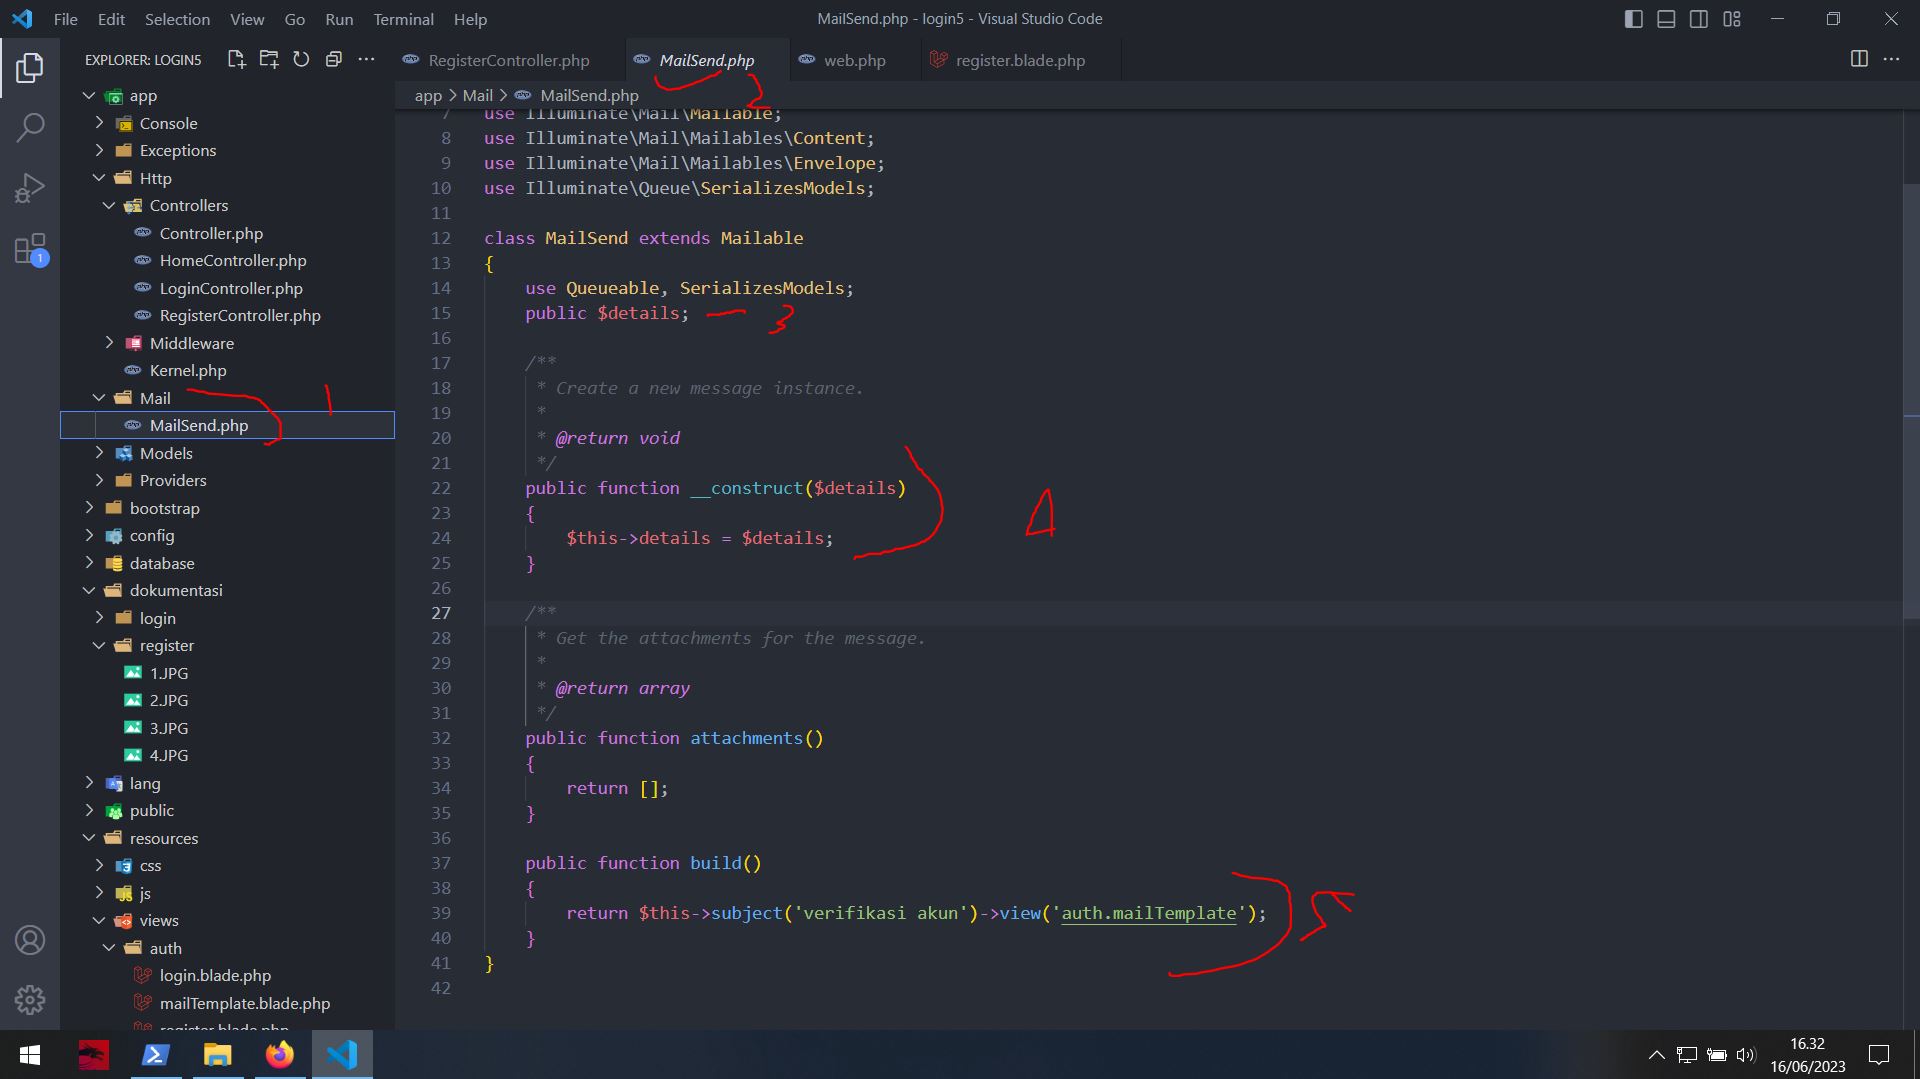 File Edit Selection View Go Run Terminal Help
MailSend.php - login5 - Visual Studio Code
EXPLORER: LOGIN5
app
Console
Exceptions
Http
Controllers
Controller.php
HomeController.php
LoginController.php
RegisterController.php
Middleware
Kernel.php
Mail
1
MailSend.php
Models
Providers
bootstrap
config
database
dokumentasi
login
register
1.JPG
2.JPG
3.JPG
4.JPG
lang
public
resources
css
js
views
auth
login.blade.php
mailTemplate.blade.php
register.blade.php
1
RegisterController.php MailSend.php web.php register.blade.php
2
app > Mail > MailSend.php
7 use Illuminate\Mail\Mailable;
8 use Illuminate\Mail\Mailables\Content;
9 use Illuminate\Mail\Mailables\Envelope;
10 use Illuminate\Queue\SerializesModels;
11
12 class MailSend extends Mailable
13 {
14 use Queueable, SerializesModels;
15 public $details; 3
16
17 /**
18 * Create a new message instance.
19 *
20 * @return void
21 */
22 public function __construct($details)
23 {
24 $this->details = $details;
25 }
4
26
27 /**
28 * Get the attachments for the message.
29 *
30 * @return array
31 */
32 public function attachments()
33 {
34 return [];
35 }
36
37 public function build()
38 {
39 return $this->subject('verifikasi akun')->view('auth.mailTemplate'); 5
40 }
41 }
42
16.32
16/06/2023